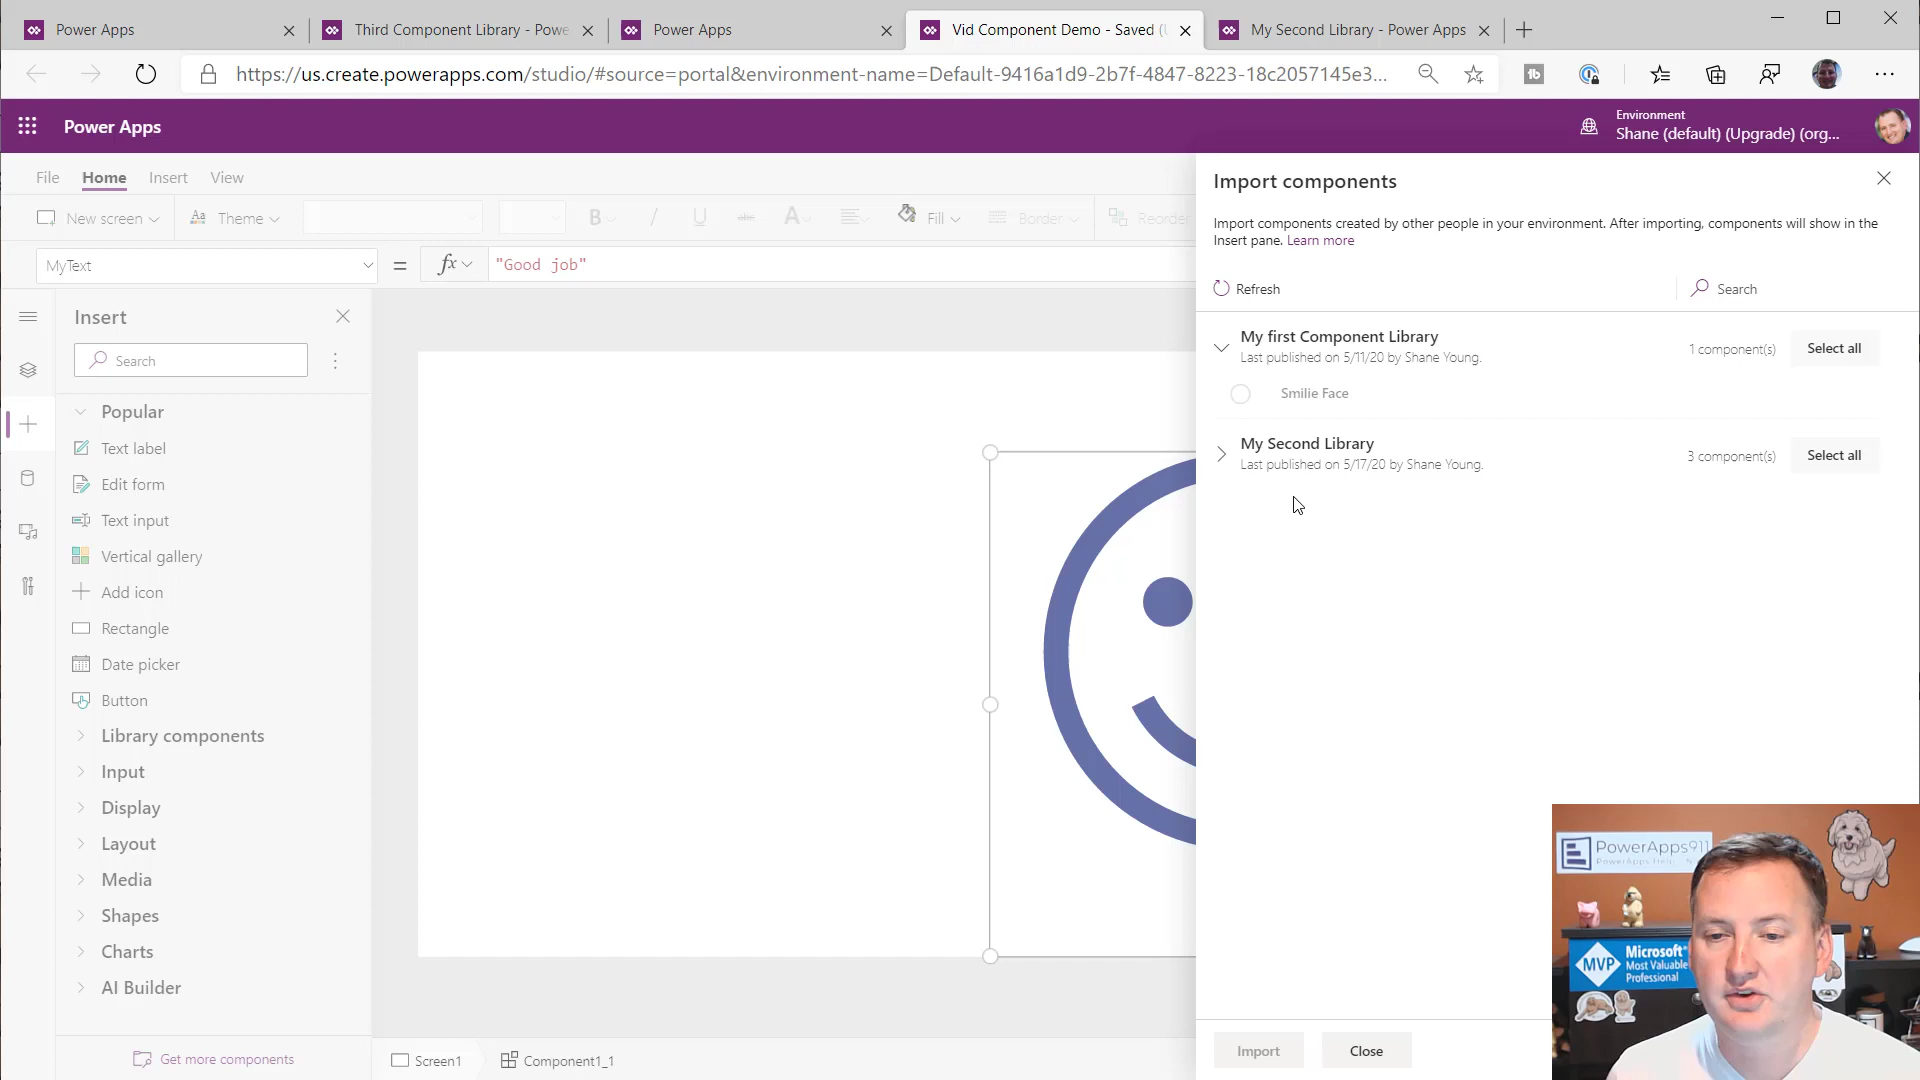 Power Apps
Third Component Library - Powe
Power Apps
Vid Component Demo - Saved (
My Second Library - Power Apps
https://us.create.powerapps.com/studio/#source=portal&environment-name=Default-9416a1d9-2b7f-4847-8223-18c2057145e3...
Power Apps
Environment
Shane (default) (Upgrade) (org...
File
Home
Insert
View
New screen
Theme
B
Fill
Border
Reorder
MyText
=
fx
"Good job"
Insert
Search
Popular
Text label
Edit form
Text input
Vertical gallery
Add icon
Rectangle
Date picker
Button
Library components
Input
Display
Layout
Media
Shapes
Charts
AI Builder
Get more components
Screen1
Component1_1
Import components
Import components created by other people in your environment. After importing, components will show in the
Insert pane. Learn more
Refresh
Search
My first Component Library
Last published on 5/11/20 by Shane Young.
1 component(s)
Select all
Smilie Face
My Second Library
Last published on 5/17/20 by Shane Young.
3 component(s)
Select all
Import
Close
PowerApps911
MVP
Microsoft®
Most Valuable
Professional